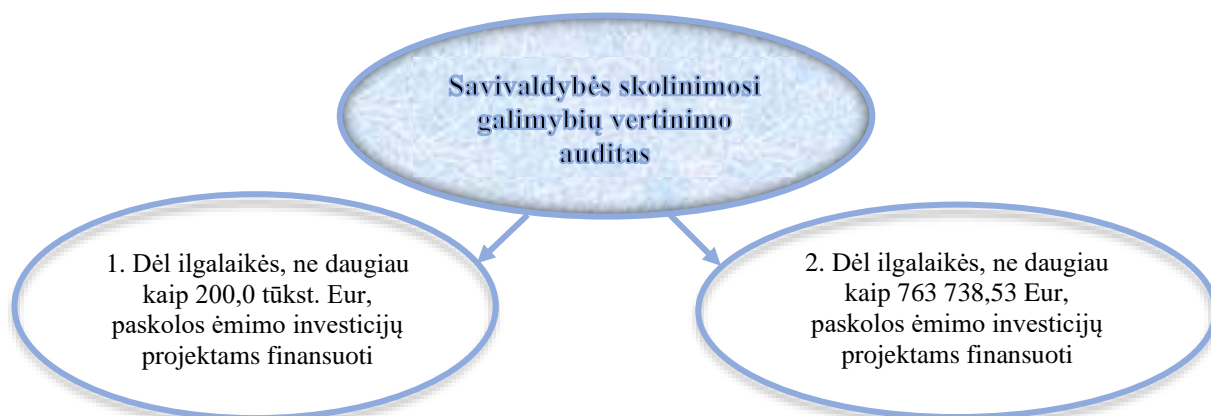 Savivaldybės skolinimosi
galimybių vertinimo
auditas
1. Dėl ilgalaikės, ne daugiau
kaip 200,0 tūkst. Eur,
paskolos ėmimo investicijų
projektams finansuoti
2. Dėl ilgalaikės, ne daugiau
kaip 763 738,53 Eur,
paskolos ėmimo investicijų
projektams finansuoti